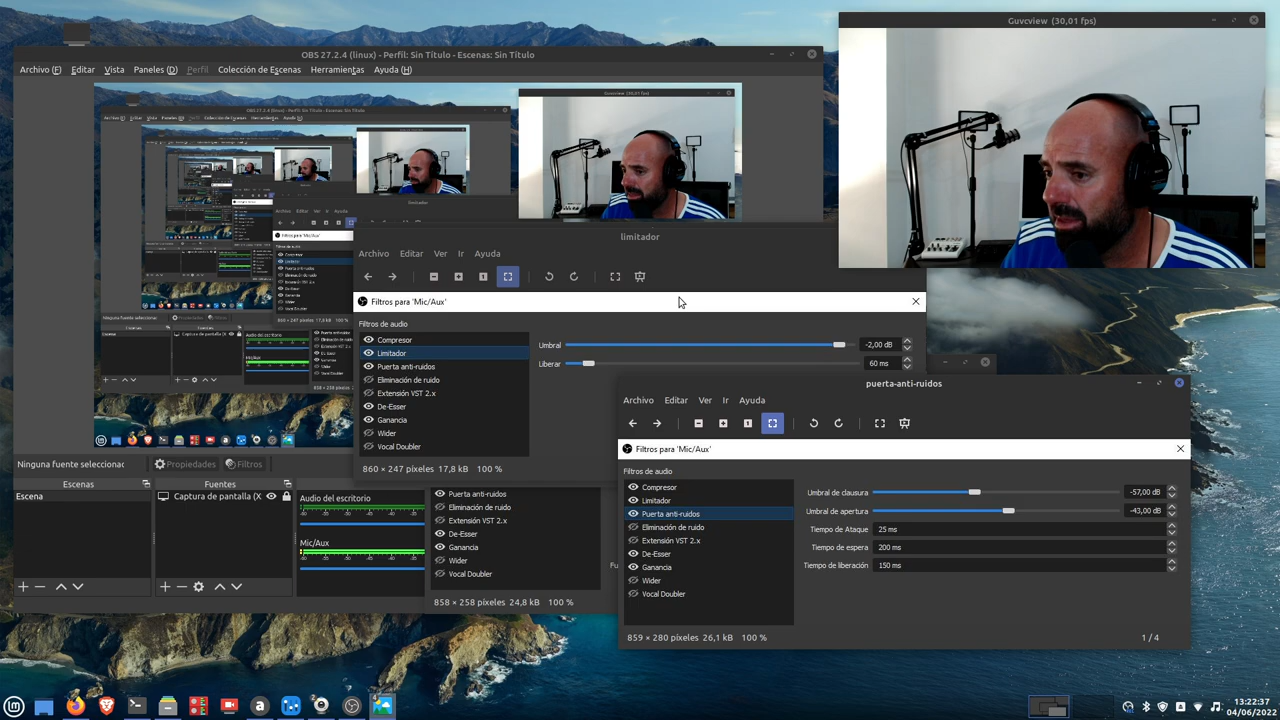 Guvcview (30,01 fps)
OBS 27.2.4 (linux) - Perfil: Sin Título - Escenas: Sin Título
Archivo (F) Editar Vista Paneles (D) Perfil Colección de Escenas Herramientas Ayuda (H)
limitador
Archivo Editar Ver Ir Ayuda
Filtros para 'Mic/Aux'
Filtros de audio
Compresor
Limitador
Puerta anti-ruidos
Eliminación de ruido
Extensión VST 2.x
De-Esser
Ganancia
Wider
Vocal Doubler
Umbral -2,00 dB
Liberar 60 ms
860 × 247 píxeles 17,8 kB 100 %
puerta-anti-ruidos
Archivo Editar Ver Ir Ayuda
Filtros para 'Mic/Aux'
Filtros de audio
Compresor
Limitador
Puerta anti-ruidos
Eliminación de ruido
Extensión VST 2.x
De-Esser
Ganancia
Wider
Vocal Doubler
Umbral de clausura -57,00 dB
Umbral de apertura -43,00 dB
Tiempo de Ataque 25 ms
Tiempo de espera 200 ms
Tiempo de liberación 150 ms
859 × 280 píxeles 26,1 kB 100 %
1 / 4
Ninguna fuente seleccionac
Propiedades Filtros
Escenas
Escena
Fuentes
Captura de pantalla (X
Audio del escritorio
Mic/Aux
Puerta anti-ruidos
Eliminación de ruido
Extensión VST 2.x
De-Esser
Ganancia
Wider
Vocal Doubler
858 × 258 píxeles 24,8 kB 100 %
13:22:37
04/06/2022